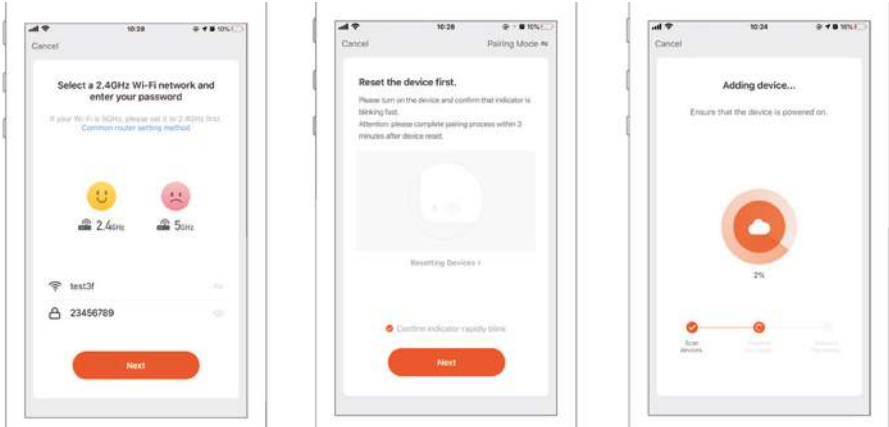 10:28
10%
Cancel
Select a 2.4GHz Wi-Fi network and
enter your password
If your Wi-Fi is 5GHz, please set it to 2.4GHz first.
Common router setting method
2.4GHz
5GHz
test3f
23456789
Next
10:28
10%
Cancel
Pairing Mode
Reset the device first.
Please turn on the device and confirm that indicator is
blinking fast.
Attention: please complete pairing process within 3
minutes after device reset.
Resetting Devices >
Confirm indicator rapidly blink
Next
10:24
10%
Cancel
Adding device...
Ensure that the device is powered on.
2%
Scan
devices.